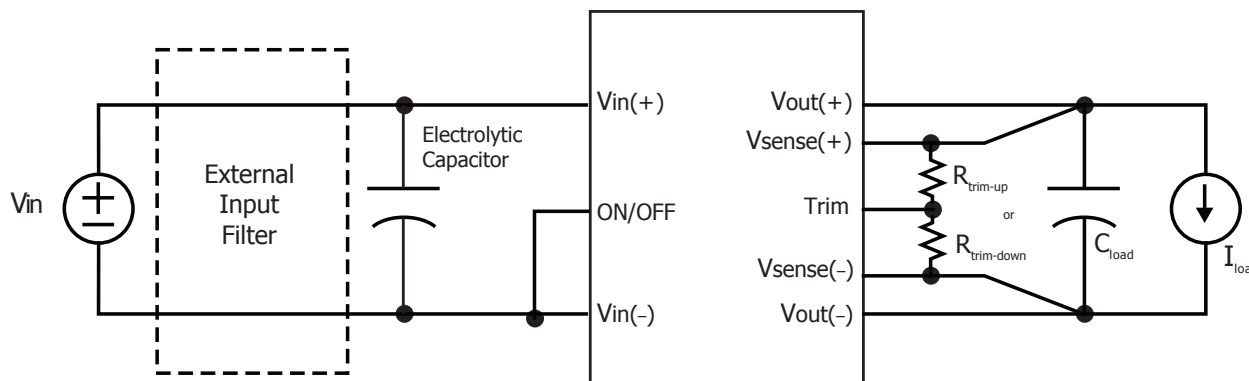 Vin
External
Input
Filter
Electrolytic
Capacitor
Vin(+)
ON/OFF
Vin(–)
Vout(+)
Vsense(+)
Trim
Vsense(–)
Vout(–)
Rtrim-up
or
Rtrim-down
Cload